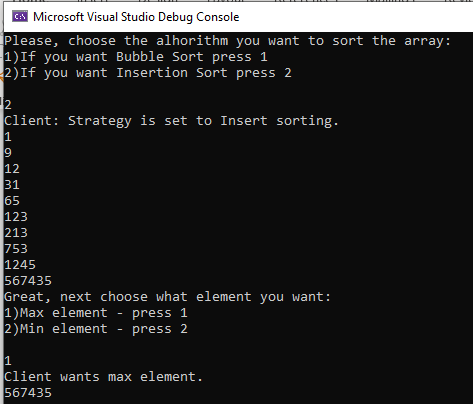 Microsoft Visual Studio Debug Console
Please, choose the alhorithm you want to sort the array:
1)If you want Bubble Sort press 1
2)If you want Insertion Sort press 2
2
Client: Strategy is set to Insert sorting.
1
9
12
31
65
123
213
753
1245
567435
Great, next choose what element you want:
1)Max element - press 1
2)Min element - press 2
1
Client wants max element.
567435